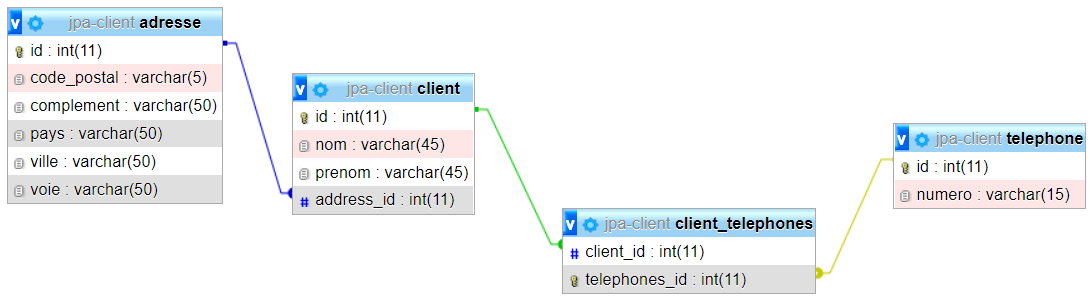 v jpa-client adresse
id : int(11)
code_postal : varchar(5)
complement : varchar(50)
pays : varchar(50)
ville : varchar(50)
voie : varchar(50)
v jpa-client client
id : int(11)
nom : varchar(45)
prenom : varchar(45)
# address_id : int(11)
v jpa-client client_telephones
# client_id : int(11)
telephones_id : int(11)
v jpa-client telephone
id : int(11)
numero : varchar(15)